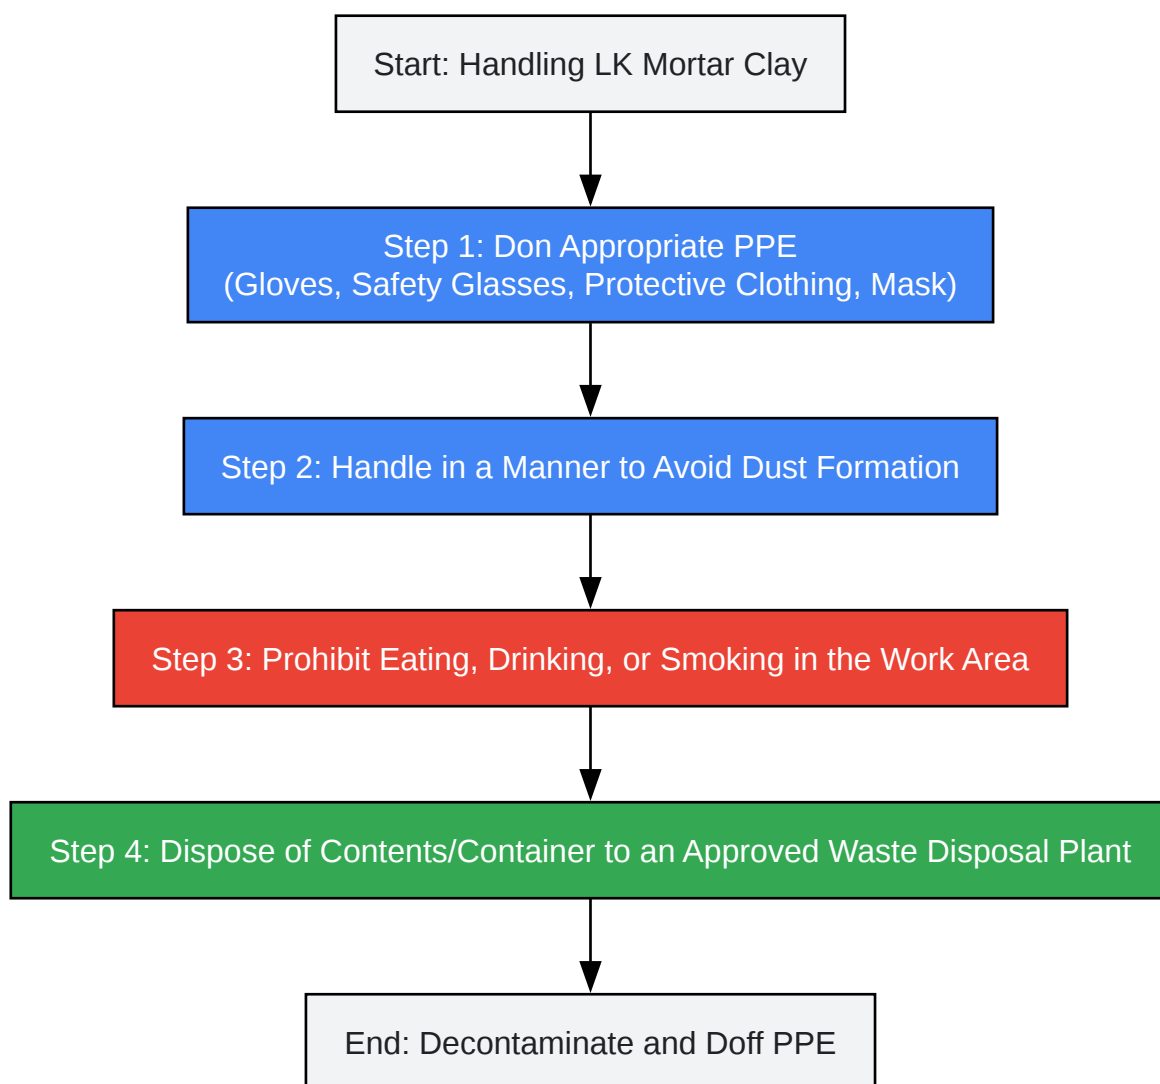 Start: Handling LK Mortar Clay
Step 1: Don Appropriate PPE
(Gloves, Safety Glasses, Protective Clothing, Mask)
Step 2: Handle in a Manner to Avoid Dust Formation
Step 3: Prohibit Eating, Drinking, or Smoking in the Work Area
Step 4: Dispose of Contents/Container to an Approved Waste Disposal Plant
End: Decontaminate and Doff PPE